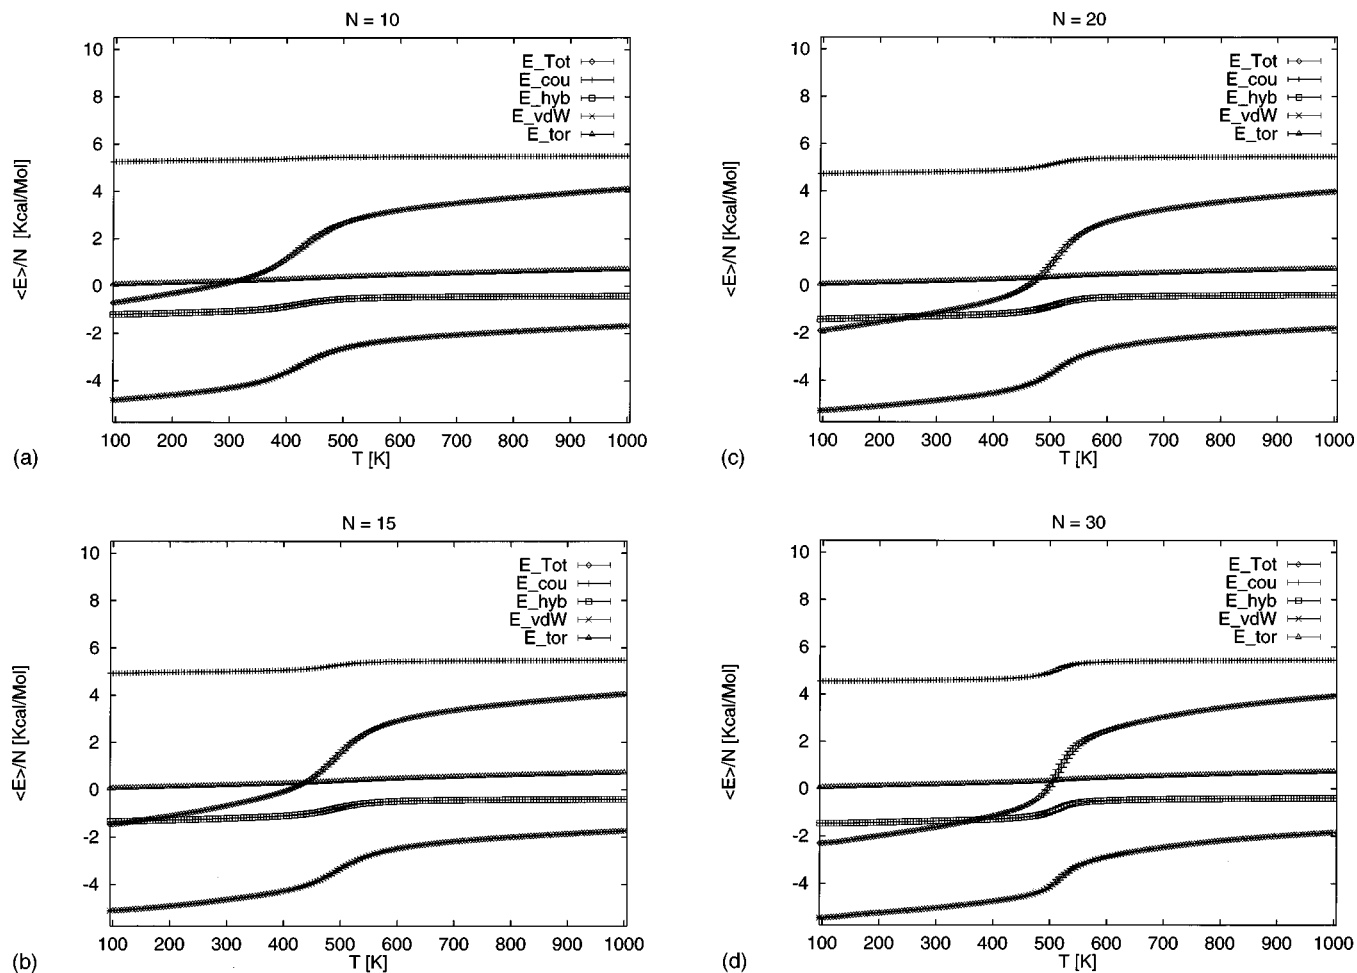 N = 10
10
8
6
4
2
0
-2
-4
<E>/N [Kcal/Mol]
E_Tot
E_cou
E_hyb
E_vdW
E_tor
100 200 300 400 500 600 700 800 900 1000
T [K]
(a)
N = 20
10
8
6
4
2
0
-2
-4
<E>/N [Kcal/Mol]
E_Tot
E_cou
E_hyb
E_vdW
E_tor
100 200 300 400 500 600 700 800 900 1000
T [K]
(c)
N = 15
10
8
6
4
2
0
-2
-4
<E>/N [Kcal/Mol]
E_Tot
E_cou
E_hyb
E_vdW
E_tor
100 200 300 400 500 600 700 800 900 1000
T [K]
(b)
N = 30
10
8
6
4
2
0
-2
-4
<E>/N [Kcal/Mol]
E_Tot
E_cou
E_hyb
E_vdW
E_tor
100 200 300 400 500 600 700 800 900 1000
T [K]
(d)